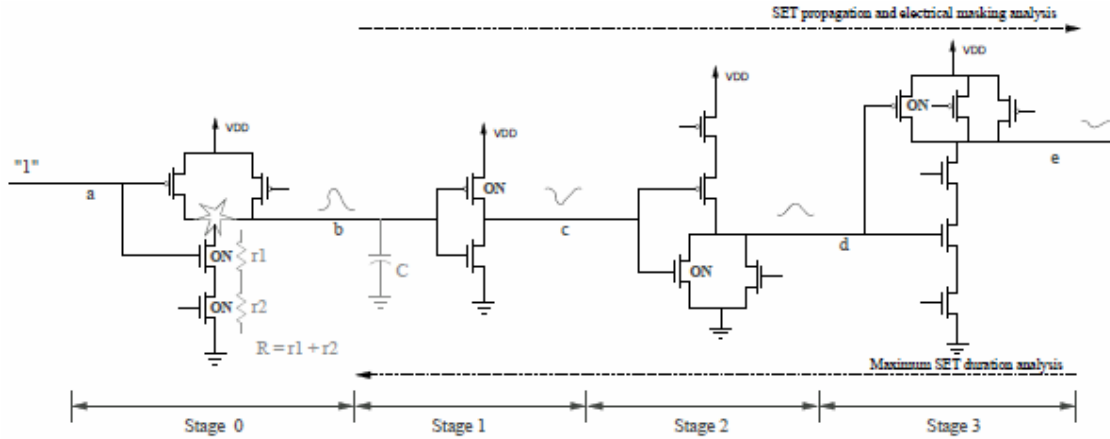 SET propagation and electrical masking analysis
VDD
VDD
ON
VDD
VDD
"1"
a
ON
e
b
c
d
ON
r1
C
ON
ON
r2
R = r1 + r2
Maximum SET duration analysis
Stage 0
Stage 1
Stage 2
Stage 3